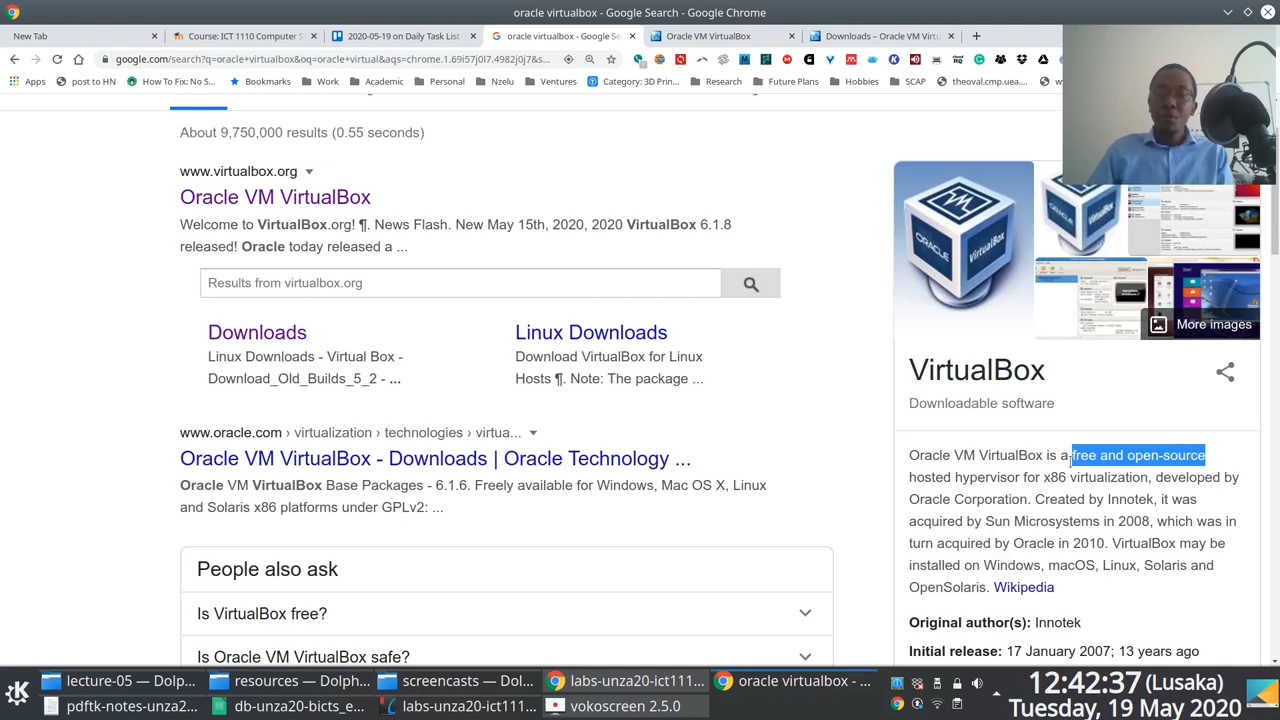 oracle virtualbox - Google Search - Google Chrome
New Tab
Course: ICT 1110 Computer S
2020-05-19 on Daily Task List
oracle virtualbox - Google Sea
Oracle VM VirtualBox
Downloads – Oracle VM Virtu
google.com/search?q=oracle+virtualbox&oq=oracle+virtual&aqs=chrome.1.69i57j0l7.4982j0j7&s...
Apps
post to HN
How To Fix: No S
Bookmarks
Work
Academic
Personal
Nzelu
Ventures
Category: 3D Prin...
Research
Future Plans
Hobbies
SCAP
theoval.cmp.uea...
About 9,750,000 results (0.55 seconds)
www.virtualbox.org
Oracle VM VirtualBox
Welcome to VirtualBox.org! ¶. News Flash. New May 15th, 2020, 2020 VirtualBox 6.1.8
released! Oracle today released a ...
Results from virtualbox.org
Downloads
Linux Downloads
Linux Downloads - Virtual Box -
Download_Old_Builds_5_2 - ...
Download VirtualBox for Linux
Hosts ¶. Note: The package ...
www.oracle.com › virtualization › technologies › virtua...
Oracle VM VirtualBox - Downloads | Oracle Technology ...
Oracle VM VirtualBox Base Packages - 6.1.6. Freely available for Windows, Mac OS X, Linux
and Solaris x86 platforms under GPLv2: ...
People also ask
Is VirtualBox free?
Is Oracle VM VirtualBox safe?
More images
VirtualBox
Downloadable software
Oracle VM VirtualBox is a free and open-source
hosted hypervisor for x86 virtualization, developed by
Oracle Corporation. Created by Innotek, it was
acquired by Sun Microsystems in 2008, which was in
turn acquired by Oracle in 2010. VirtualBox may be
installed on Windows, macOS, Linux, Solaris and
OpenSolaris. Wikipedia
Original author(s): Innotek
Initial release: 17 January 2007; 13 years ago
lecture-05 — Dolp...
resources — Dolph...
screencasts — Dol...
labs-unza20-ict111...
oracle virtualbox - ...
pdftk-notes-unza2...
db-unza20-bicts_e...
labs-unza20-ict111...
vokoscreen 2.5.0
12:42:37 (Lusaka)
Tuesday, 19 May 2020